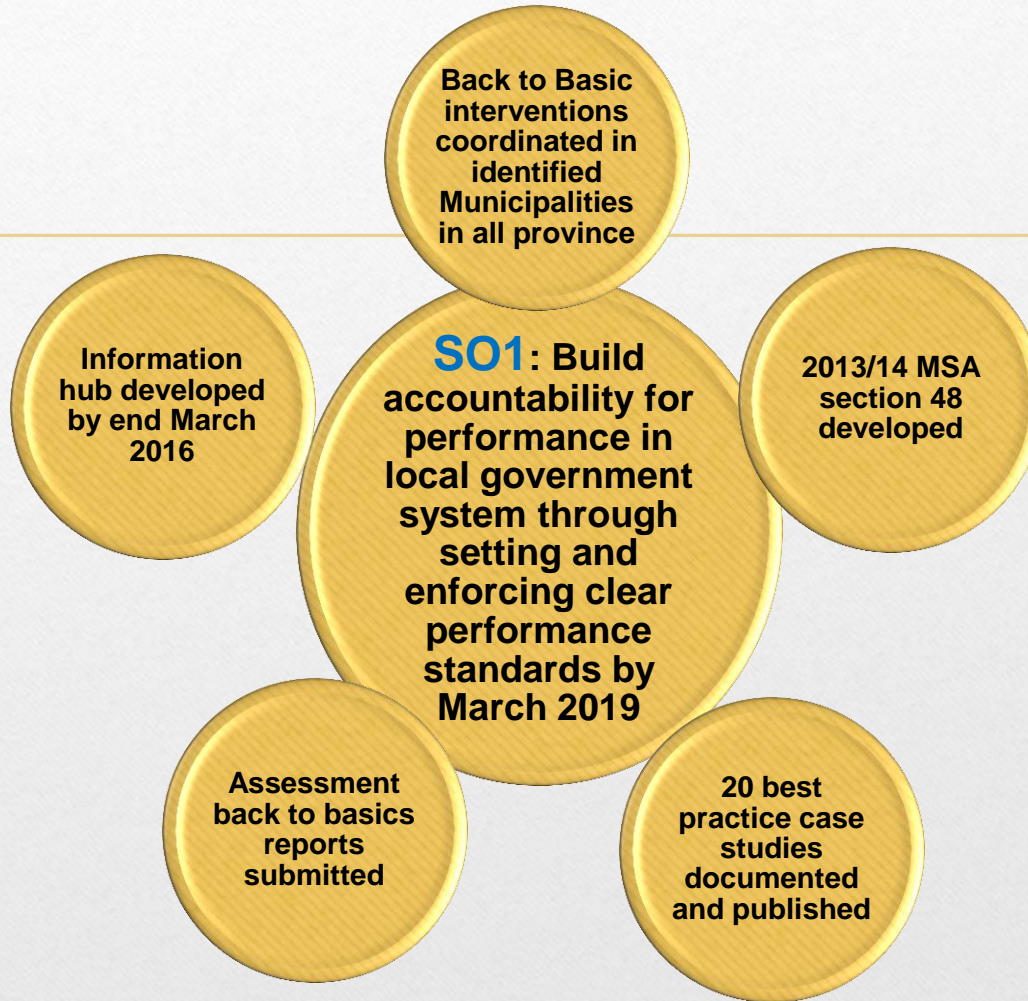 Back to Basic
interventions
coordinated in
identified
Municipalities
in all province
Information
hub developed
by end March
2016
SO1: Build
accountability for
performance in
local government
system through
setting and
enforcing clear
performance
standards by
March 2019
2013/14 MSA
section 48
developed
Assessment
back to basics
reports
submitted
20 best
practice case
studies
documented
and published